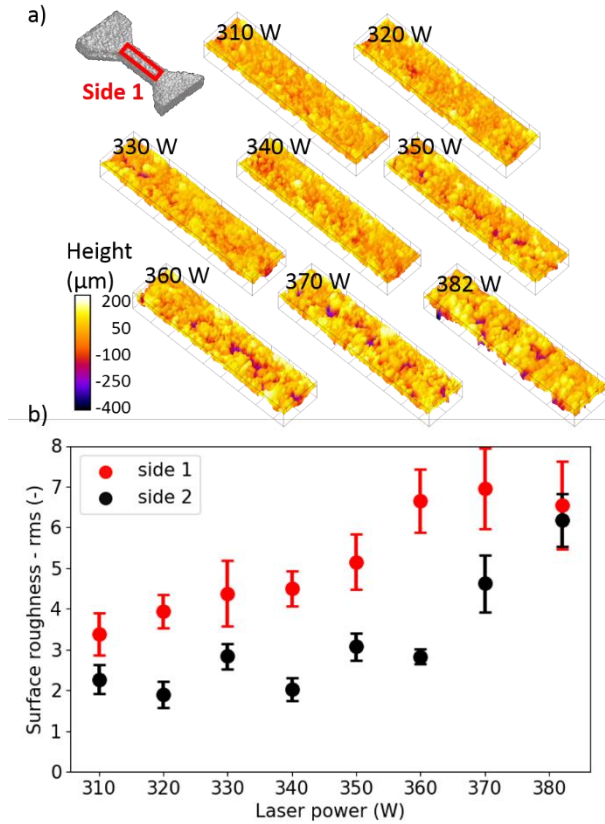 a)
310 W
320 W
Side 1
330 W
340 W
350 W
Height
(µm)
360 W
370 W
382 W
200
50
-100
-250
-400
b)
8
7
6
5
4
3
2
1
0
Surface roughness - rms (-)
side 1
side 2
310 320 330 340 350 360 370 380
Laser power (W)